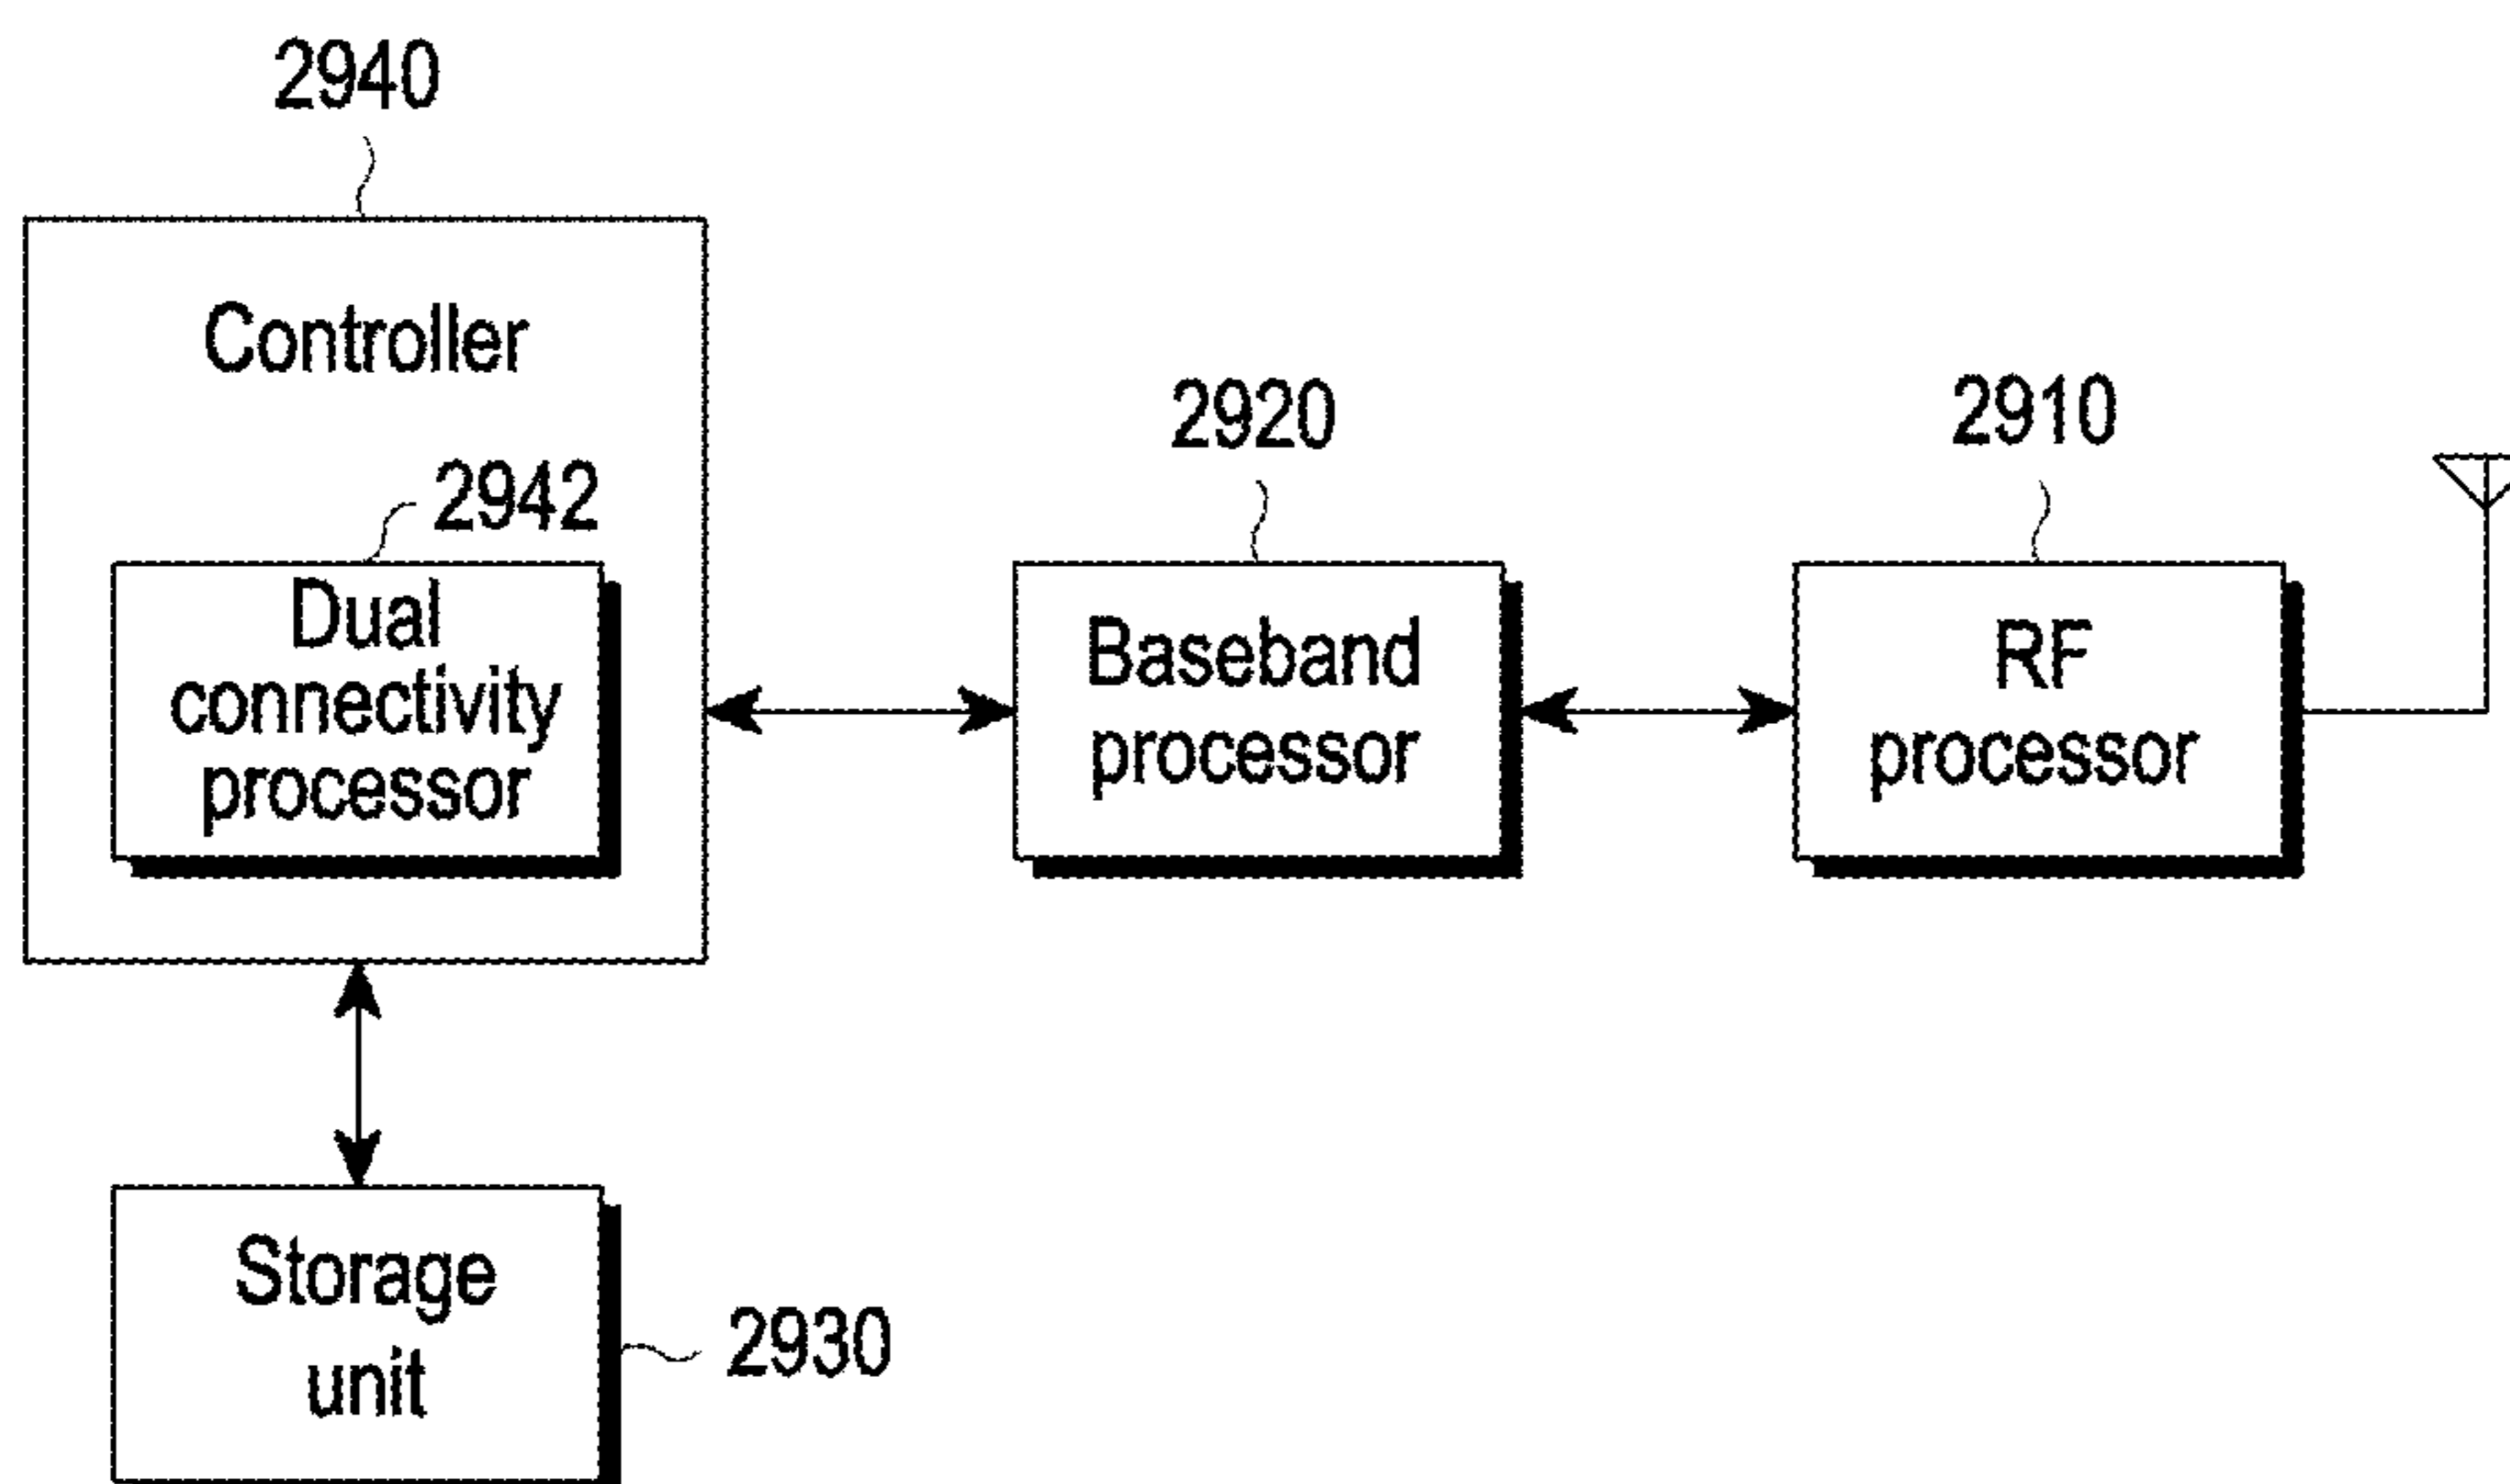 2940
Controller
2942
Dual
connectivity
processor
2920
Baseband
processor
2910
RF
processor
Storage
unit
2930